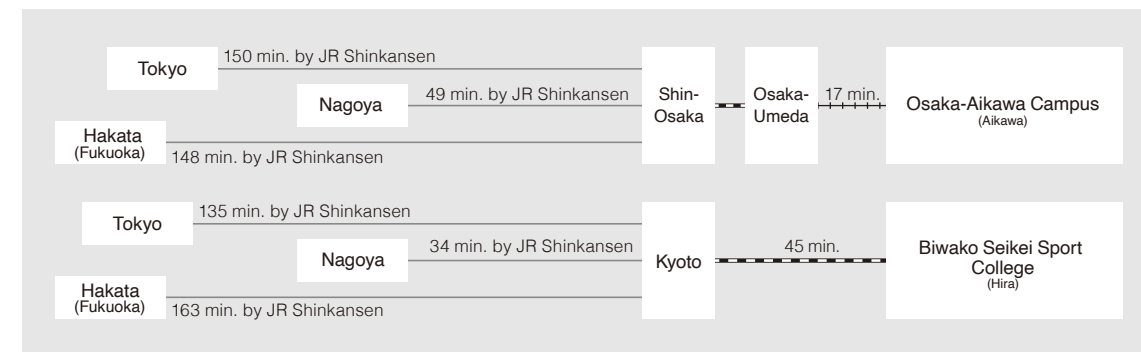 Tokyo
150 min. by JR Shinkansen
Nagoya
49 min. by JR Shinkansen
Hakata
(Fukuoka)
148 min. by JR Shinkansen
Shin-
Osaka
Osaka-
Umeda
17 min.
Osaka-Aikawa Campus
(Aikawa)
Tokyo
135 min. by JR Shinkansen
Nagoya
34 min. by JR Shinkansen
Hakata
(Fukuoka)
163 min. by JR Shinkansen
Kyoto
45 min.
Biwako Seikei Sport
College
(Hira)